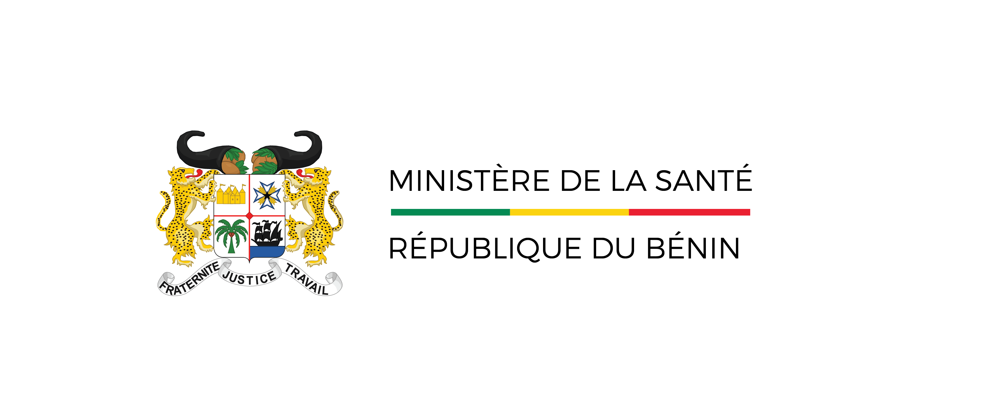 MINISTÈRE DE LA SANTÉ
RÉPUBLIQUE DU BÉNIN
FRATERNITE JUSTICE TRAVAIL